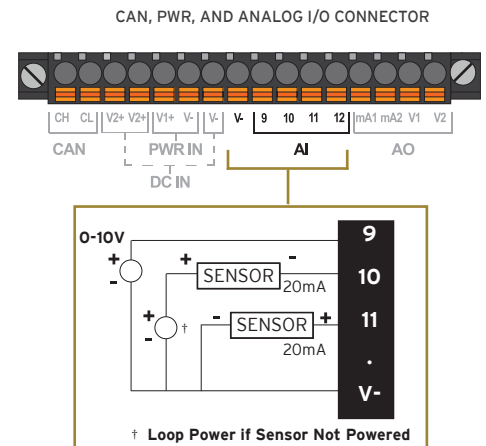 CAN, PWR, AND ANALOG I/O CONNECTOR
CH CL V2+ V2+ V1+ V- V- V- 9 10 11 12 mA1 mA2 V1 V2
CAN PWR IN AI AO
DC IN
0-10V 9
+ + SENSOR - 10
- 20mA
+ † - SENSOR + 11
- 20mA
.
V-
† Loop Power if Sensor Not Powered